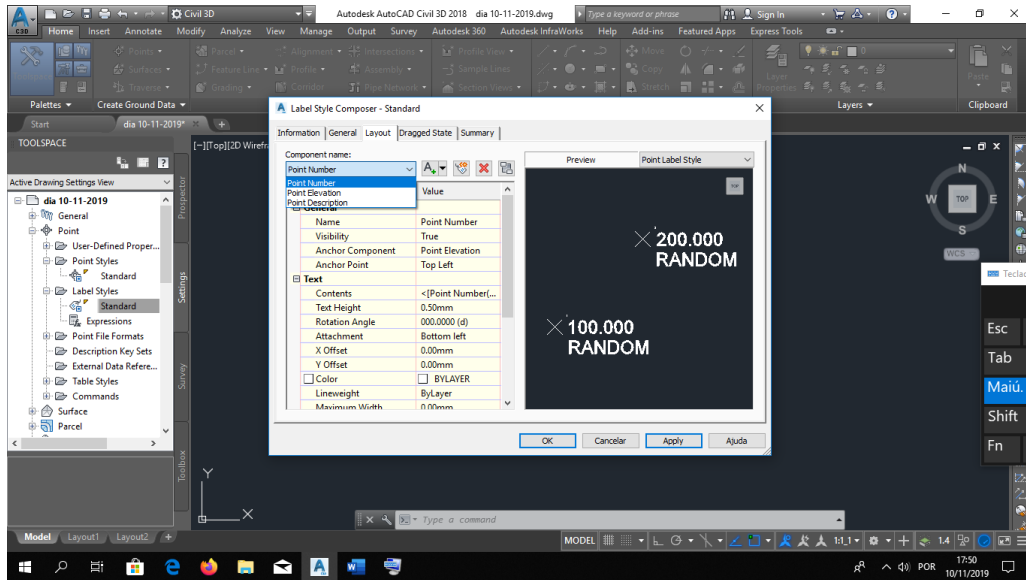 Civil 3D
Autodesk AutoCAD Civil 3D 2018 dia 10-11-2019.dwg
Type a keyword or phrase
Sign In
C3D
Home Insert Annotate Modify Analyze View Manage Output Survey Autodesk 360 Autodesk InfraWorks Help Add-ins Featured Apps Express Tools
Points Parcel Alignment Intersections Profile View Move
Surfaces Feature Line Profile Assembly Sample Lines Copy
Traverse Grading Corridor Pipe Network Section Views Stretch
Layer
Properties
0
Paste
Palettes Create Ground Data Layers Clipboard
Start dia 10-11-2019*
TOOLSPACE
Active Drawing Settings View
dia 10-11-2019
General
Point
User-Defined Proper...
Point Styles
Standard
Label Styles
Standard
Expressions
Point File Formats
Description Key Sets
External Data Refere...
Table Styles
Commands
Surface
Parcel
Prospector
Settings
Survey
Toolbox
[-][Top][2D Wirefr
Label Style Composer - Standard
Information General Layout Dragged State Summary
Component name:
Point Number
Point Number
Point Elevation
Point Description
Value
General
Name Point Number
Visibility True
Anchor Component Point Elevation
Anchor Point Top Left
Text
Contents <[Point Number(...
Text Height 0.50mm
Rotation Angle 000.0000 (d)
Attachment Bottom left
X Offset 0.00mm
Y Offset 0.00mm
Color BYLAYER
Lineweight ByLayer
Maximum Width 0.00mm
Preview Point Label Style
TOP
200.000
RANDOM
100.000
RANDOM
OK Cancelar Apply Ajuda
N
W TOP E
S
WCS
Teclac
Esc
Tab
Maiú.
Shift
Fn
Y
X
Type a command
Model Layout1 Layout2 +
MODEL 1:1_1 1.4
POR
17:50
10/11/2019